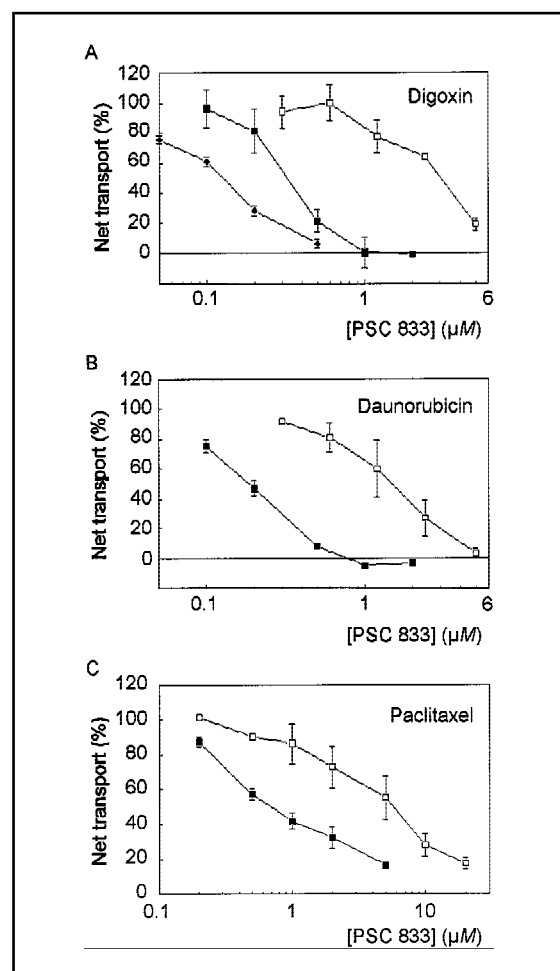 A
120
100
80
60
40
20
0
Net transport (%)
Digoxin
0.1
1
6
[PSC 833] (µM)
B
120
100
80
60
40
20
0
Net transport (%)
Daunorubicin
0.1
1
6
[PSC 833] (µM)
C
120
100
80
60
40
20
0
Net transport (%)
Paclitaxel
0.1
1
10
[PSC 833] (µM)